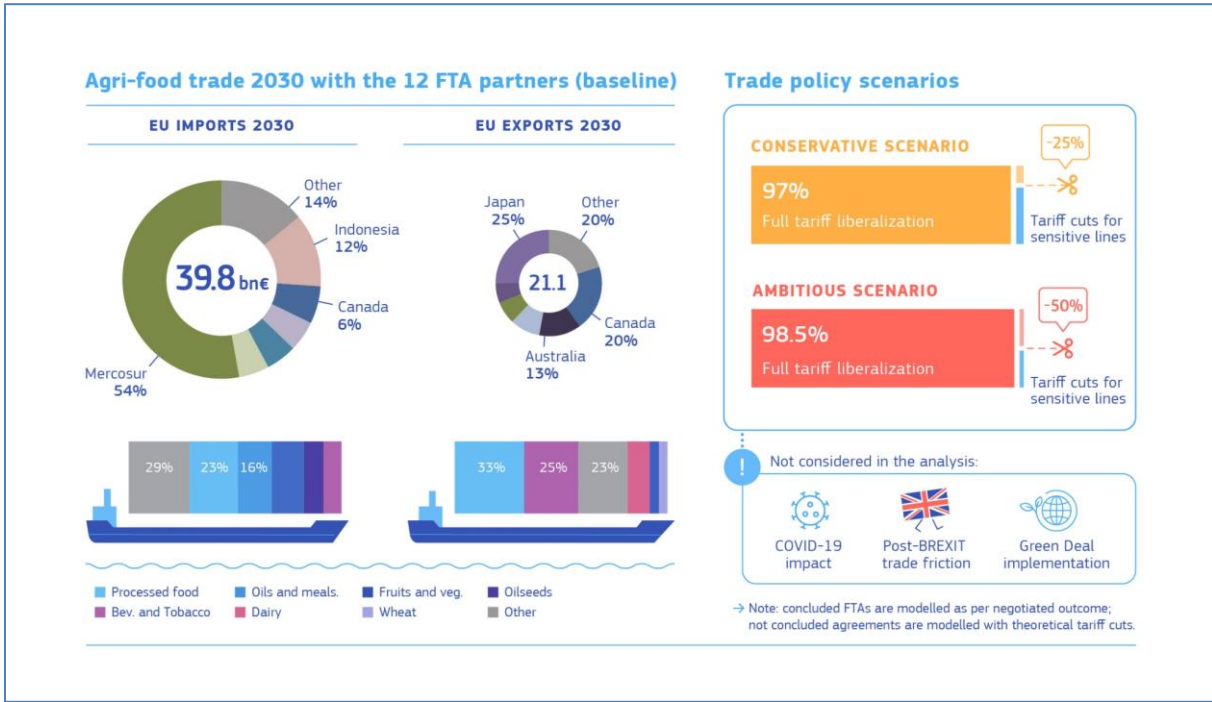 Agri-food trade 2030 with the 12 FTA partners (baseline)
EU IMPORTS 2030
EU EXPORTS 2030
Other
14%
Indonesia
12%
Canada
6%
Mercosur
54%
39.8 bn€
Japan
25%
Other
20%
Canada
20%
Australia
13%
21.1
29%
23%
16%
33%
25%
23%
Processed food
Oils and meals.
Fruits and veg.
Oilseeds
Bev. and Tobacco
Dairy
Wheat
Other
Trade policy scenarios
CONSERVATIVE SCENARIO
97%
Full tariff liberalization
-25%
Tariff cuts for
sensitive lines
AMBITIOUS SCENARIO
98.5%
Full tariff liberalization
-50%
Tariff cuts for
sensitive lines
!
Not considered in the analysis:
COVID-19
impact
Post-BREXIT
trade friction
Green Deal
implementation
→ Note: concluded FTAs are modelled as per negotiated outcome;
not concluded agreements are modelled with theoretical tariff cuts.